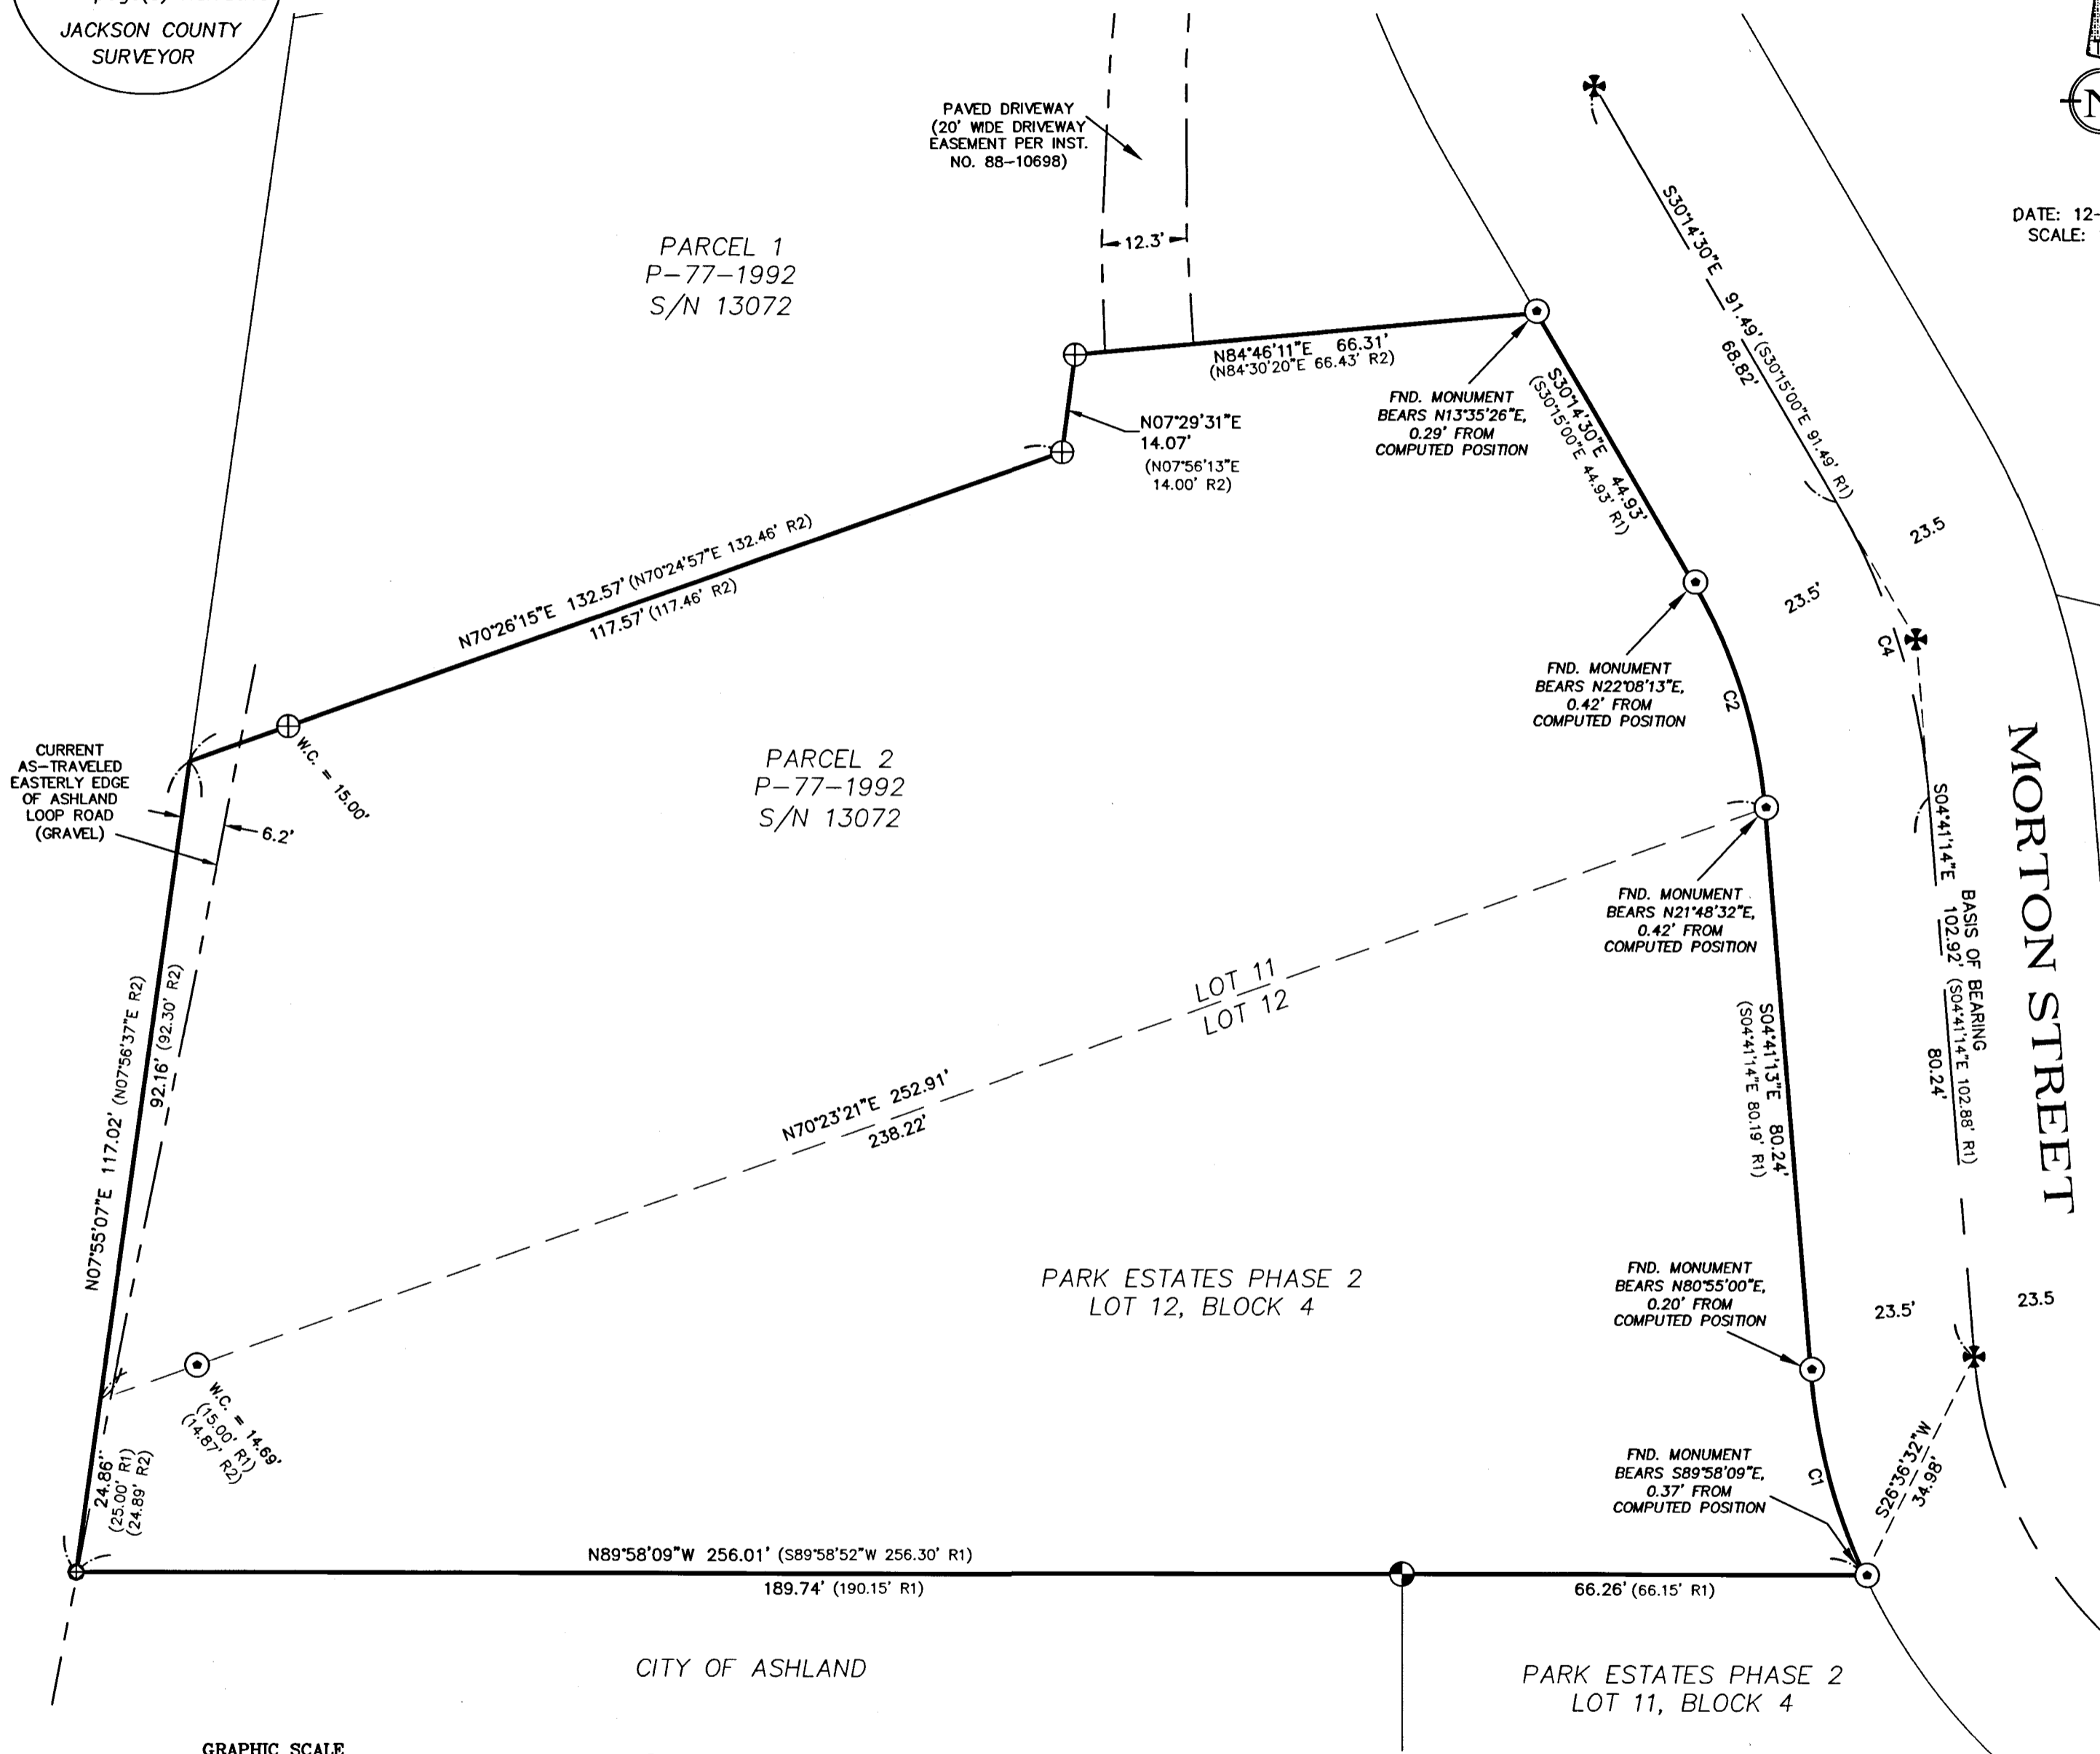 JACKSON COUNTY
SURVEYOR
PAVED DRIVEWAY
(20' WIDE DRIVEWAY
EASEMENT PER INST.
NO. 88-10698)
N
DATE: 12-
SCALE:
PARCEL 1
P-77-1992
S/N 13072
12.3'
S30°14'30"E 91.49' (S30°15'00"E 91.49' R1)
68.82'
N84°46'11"E 66.31'
(N84°30'20"E 66.43' R2)
FND. MONUMENT
BEARS N13°35'26"E,
0.29' FROM
COMPUTED POSITION
S30°14'30"E 44.93'
(S30°15'00"E 44.93' R1)
N07°29'31"E
14.07'
(N07°56'13"E
14.00' R2)
23.5
23.5'
N70°26'15"E 132.57' (N70°24'57"E 132.46' R2)
117.57' (117.46' R2)
C4
FND. MONUMENT
BEARS N22°08'13"E,
0.42' FROM
COMPUTED POSITION
C2
CURRENT
AS-TRAVELED
EASTERLY EDGE
OF ASHLAND
LOOP ROAD
(GRAVEL)
W.C. = 15.00'
6.2'
PARCEL 2
P-77-1992
S/N 13072
MORTON STREET
FND. MONUMENT
BEARS N21°48'32"E,
0.42' FROM
COMPUTED POSITION
BASIS OF BEARING
S04°41'14"E 102.92' (S04°41'14"E 102.88' R1)
80.24'
LOT 11
LOT 12
S04°41'13"E 80.24'
(S04°41'14"E 80.19' R1)
N07°55'07"E 117.02' (N07°56'37"E R2)
92.16' (92.30' R2)
N70°23'21"E 252.91'
238.22'
PARK ESTATES PHASE 2
LOT 12, BLOCK 4
FND. MONUMENT
BEARS N80°55'00"E,
0.20' FROM
COMPUTED POSITION
23.5'
23.5
W.C. = 14.69'
(15.00' R1)
(14.87' R2)
24.86'
(25.00' R1)
(24.89' R2)
FND. MONUMENT
BEARS S89°58'09"E,
0.37' FROM
COMPUTED POSITION
C1
S26°36'32"W
34.98'
N89°58'09"W 256.01' (S89°58'52"W 256.30' R1)
189.74' (190.15' R1)
66.26' (66.15' R1)
CITY OF ASHLAND
PARK ESTATES PHASE 2
LOT 11, BLOCK 4
GRAPHIC SCALE